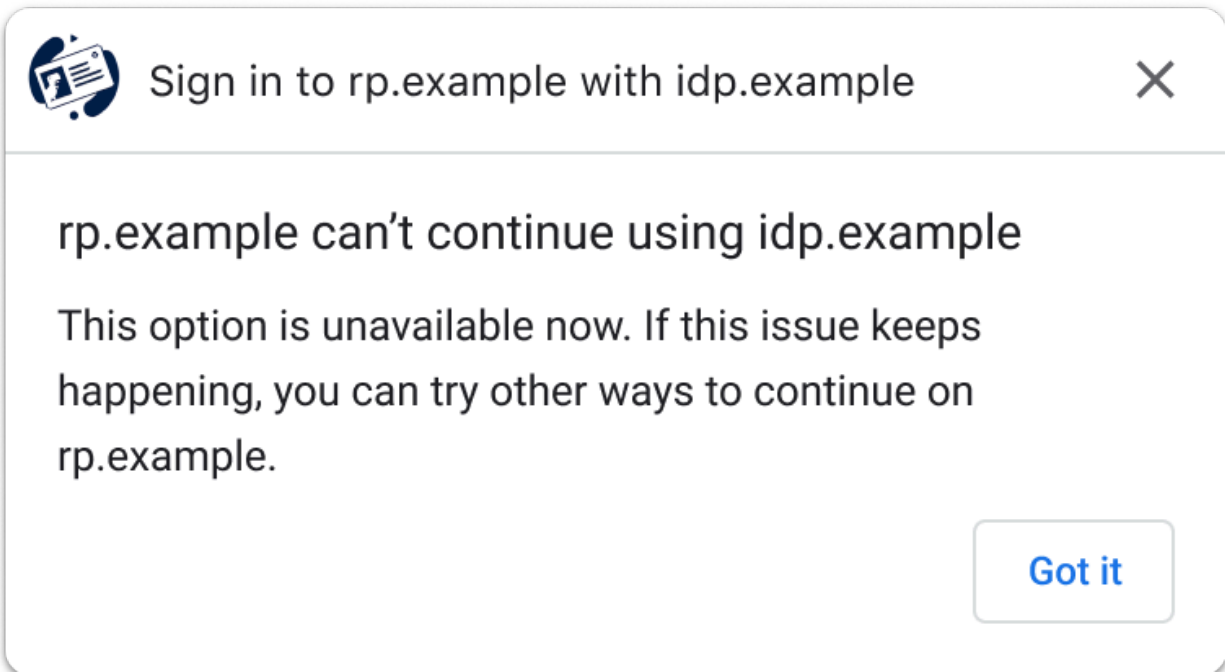 Sign in to rp.example with idp.example
rp.example can’t continue using idp.example
This option is unavailable now. If this issue keeps
happening, you can try other ways to continue on
rp.example.
Got it